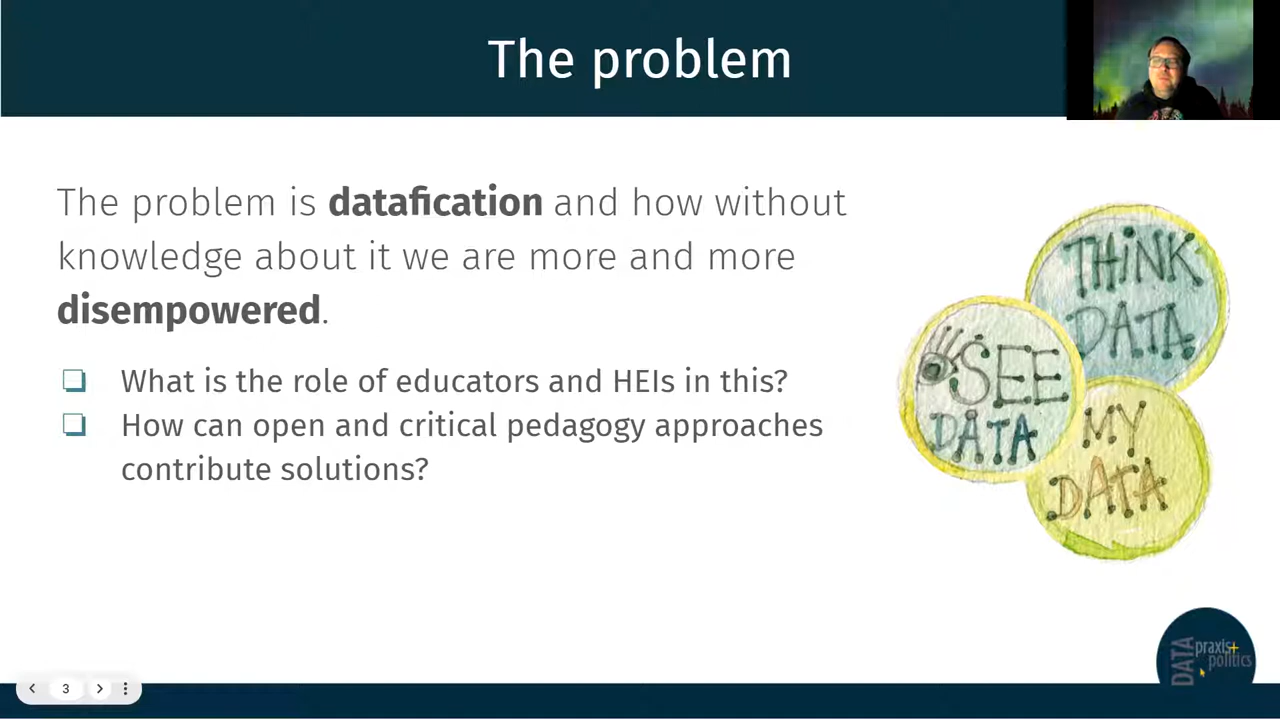 The problem
The problem is datafication and how without
knowledge about it we are more and more
disempowered.
What is the role of educators and HEIs in this?
How can open and critical pedagogy approaches
contribute solutions?
THiNK
DATA
SEE
DATA
MY
DATA
DATA
praxis+
politics
3